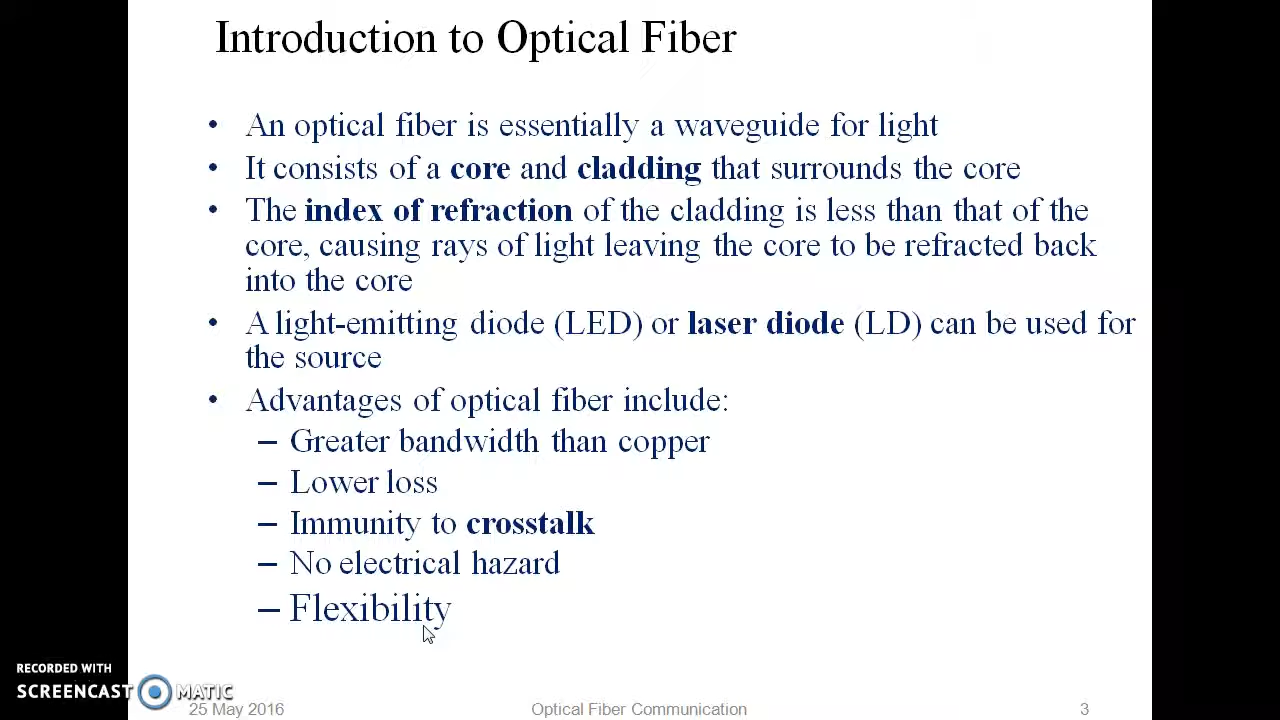 Introduction to Optical Fiber
• An optical fiber is essentially a waveguide for light
• It consists of a core and cladding that surrounds the core
• The index of refraction of the cladding is less than that of the
core, causing rays of light leaving the core to be refracted back
into the core
• A light-emitting diode (LED) or laser diode (LD) can be used for
the source
• Advantages of optical fiber include:
– Greater bandwidth than copper
– Lower loss
– Immunity to crosstalk
– No electrical hazard
– Flexibility
RECORDED WITH
SCREENCAST MATIC
25 May 2016 Optical Fiber Communication 3